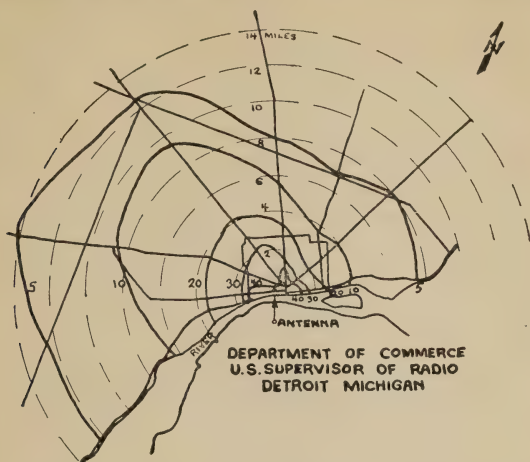 14 MILES
12
10
8
6
4
2
5 10 20 30 40 50 20 10 5
ANTENNA
RIVER
DEPARTMENT OF COMMERCE
U.S. SUPERVISOR OF RADIO
DETROIT MICHIGAN
N